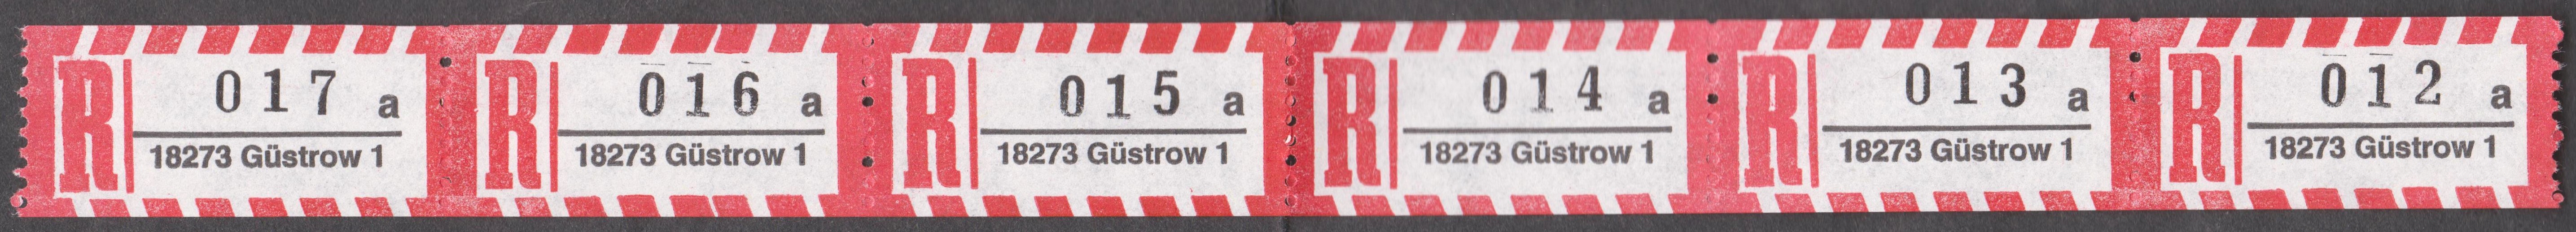 R 017 a
18273 Güstrow 1
R 016 a
18273 Güstrow 1
R 015 a
18273 Güstrow 1
R 014 a
18273 Güstrow 1
R 013 a
18273 Güstrow 1
R 012 a
18273 Güstrow 1